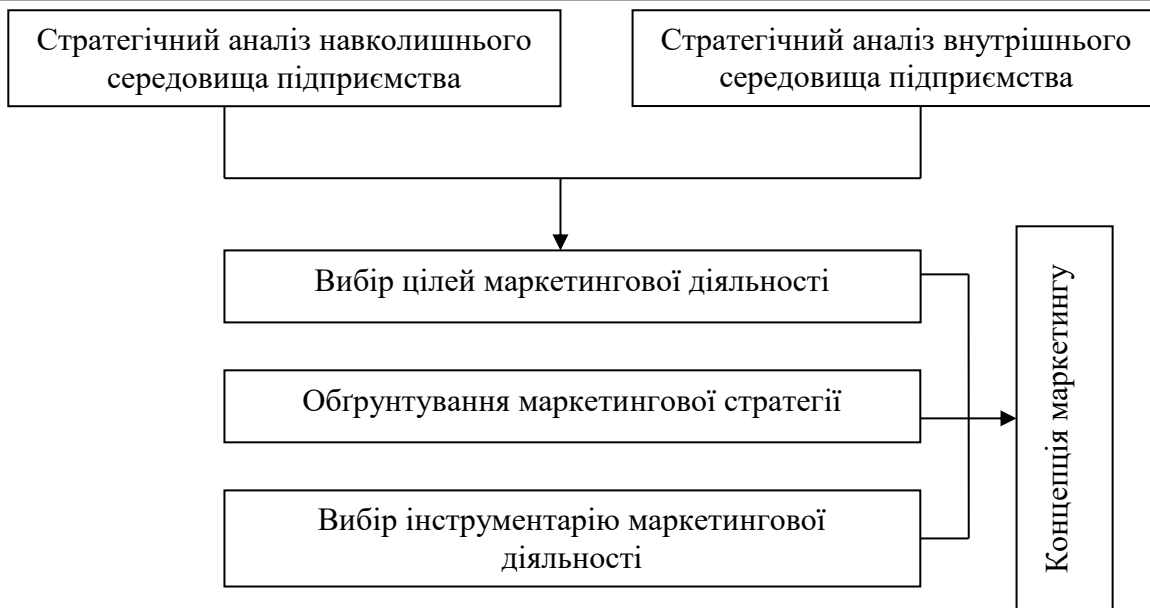 Стратегічний аналіз навколишнього
середовища підприємства
Стратегічний аналіз внутрішнього
середовища підприємства
Вибір цілей маркетингової діяльності
Обґрунтування маркетингової стратегії
Вибір інструментарію маркетингової
діяльності
Концепція маркетингу